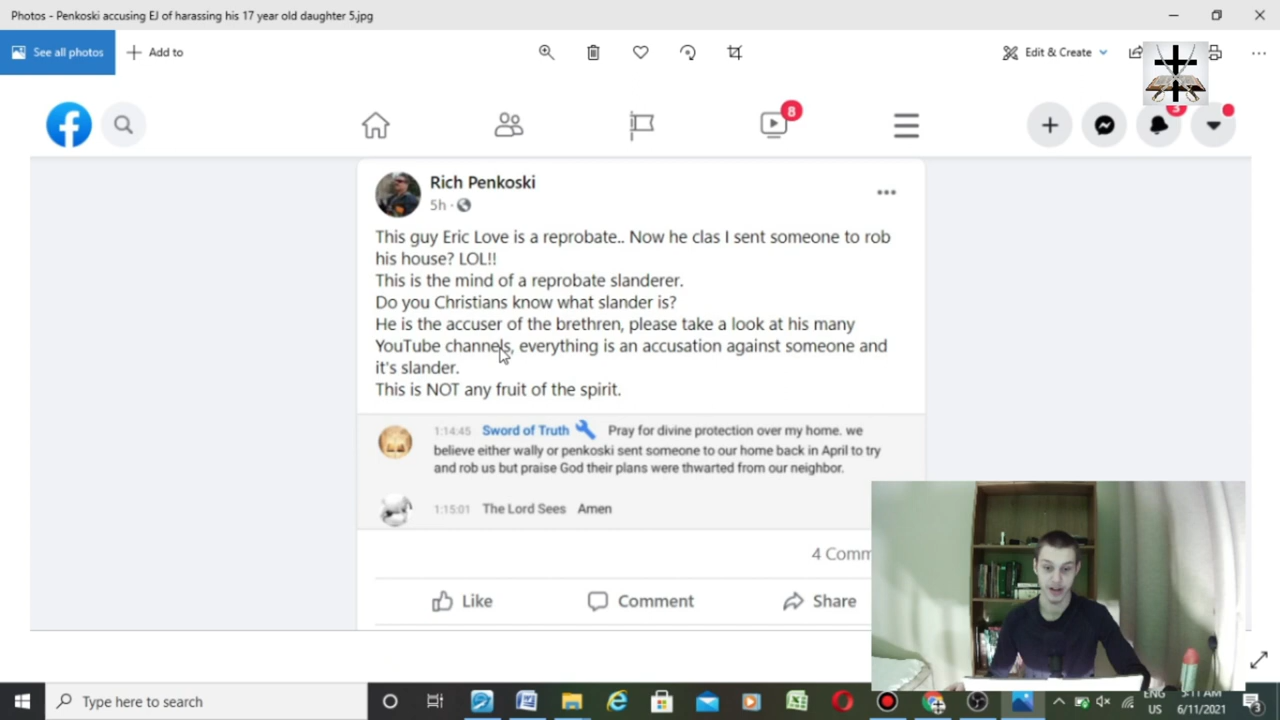 Photos - Penkoski accusing EJ of harassing his 17 year old daughter 5.jpg
See all photos
Add to
Edit & Create
8
3
Rich Penkoski
5h
This guy Eric Love is a reprobate.. Now he clas I sent someone to rob
his house? LOL!!
This is the mind of a reprobate slanderer.
Do you Christians know what slander is?
He is the accuser of the brethren, please take a look at his many
YouTube channels, everything is an accusation against someone and
it's slander.
This is NOT any fruit of the spirit.
1:14:45 Sword of Truth Pray for divine protection over my home. we
believe either wally or penkoski sent someone to our home back in April to try
and rob us but praise God their plans were thwarted from our neighbor.
1:15:01 The Lord Sees Amen
4 Comm
Like Comment Share
Type here to search
ENG
US
5:11 AM
6/11/2021
3